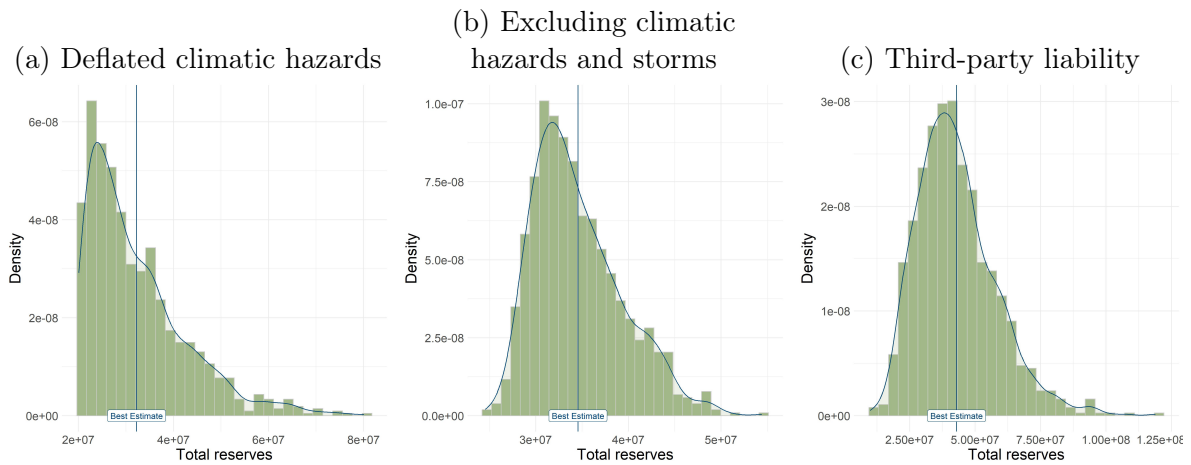 (a) Deflated climatic hazards
6e-08
4e-08
2e-08
0e+00
Density
Best Estimate
2e+07 4e+07 6e+07 8e+07
Total reserves
(b) Excluding climatic
hazards and storms
1.0e-07
7.5e-08
5.0e-08
2.5e-08
0.0e+00
Density
Best Estimate
3e+07 4e+07 5e+07
Total reserves
(c) Third-party liability
3e-08
2e-08
1e-08
0e+00
Density
Best Estimate
2.50e+07 5.00e+07 7.50e+07 1.00e+08 1.25e+08
Total reserves